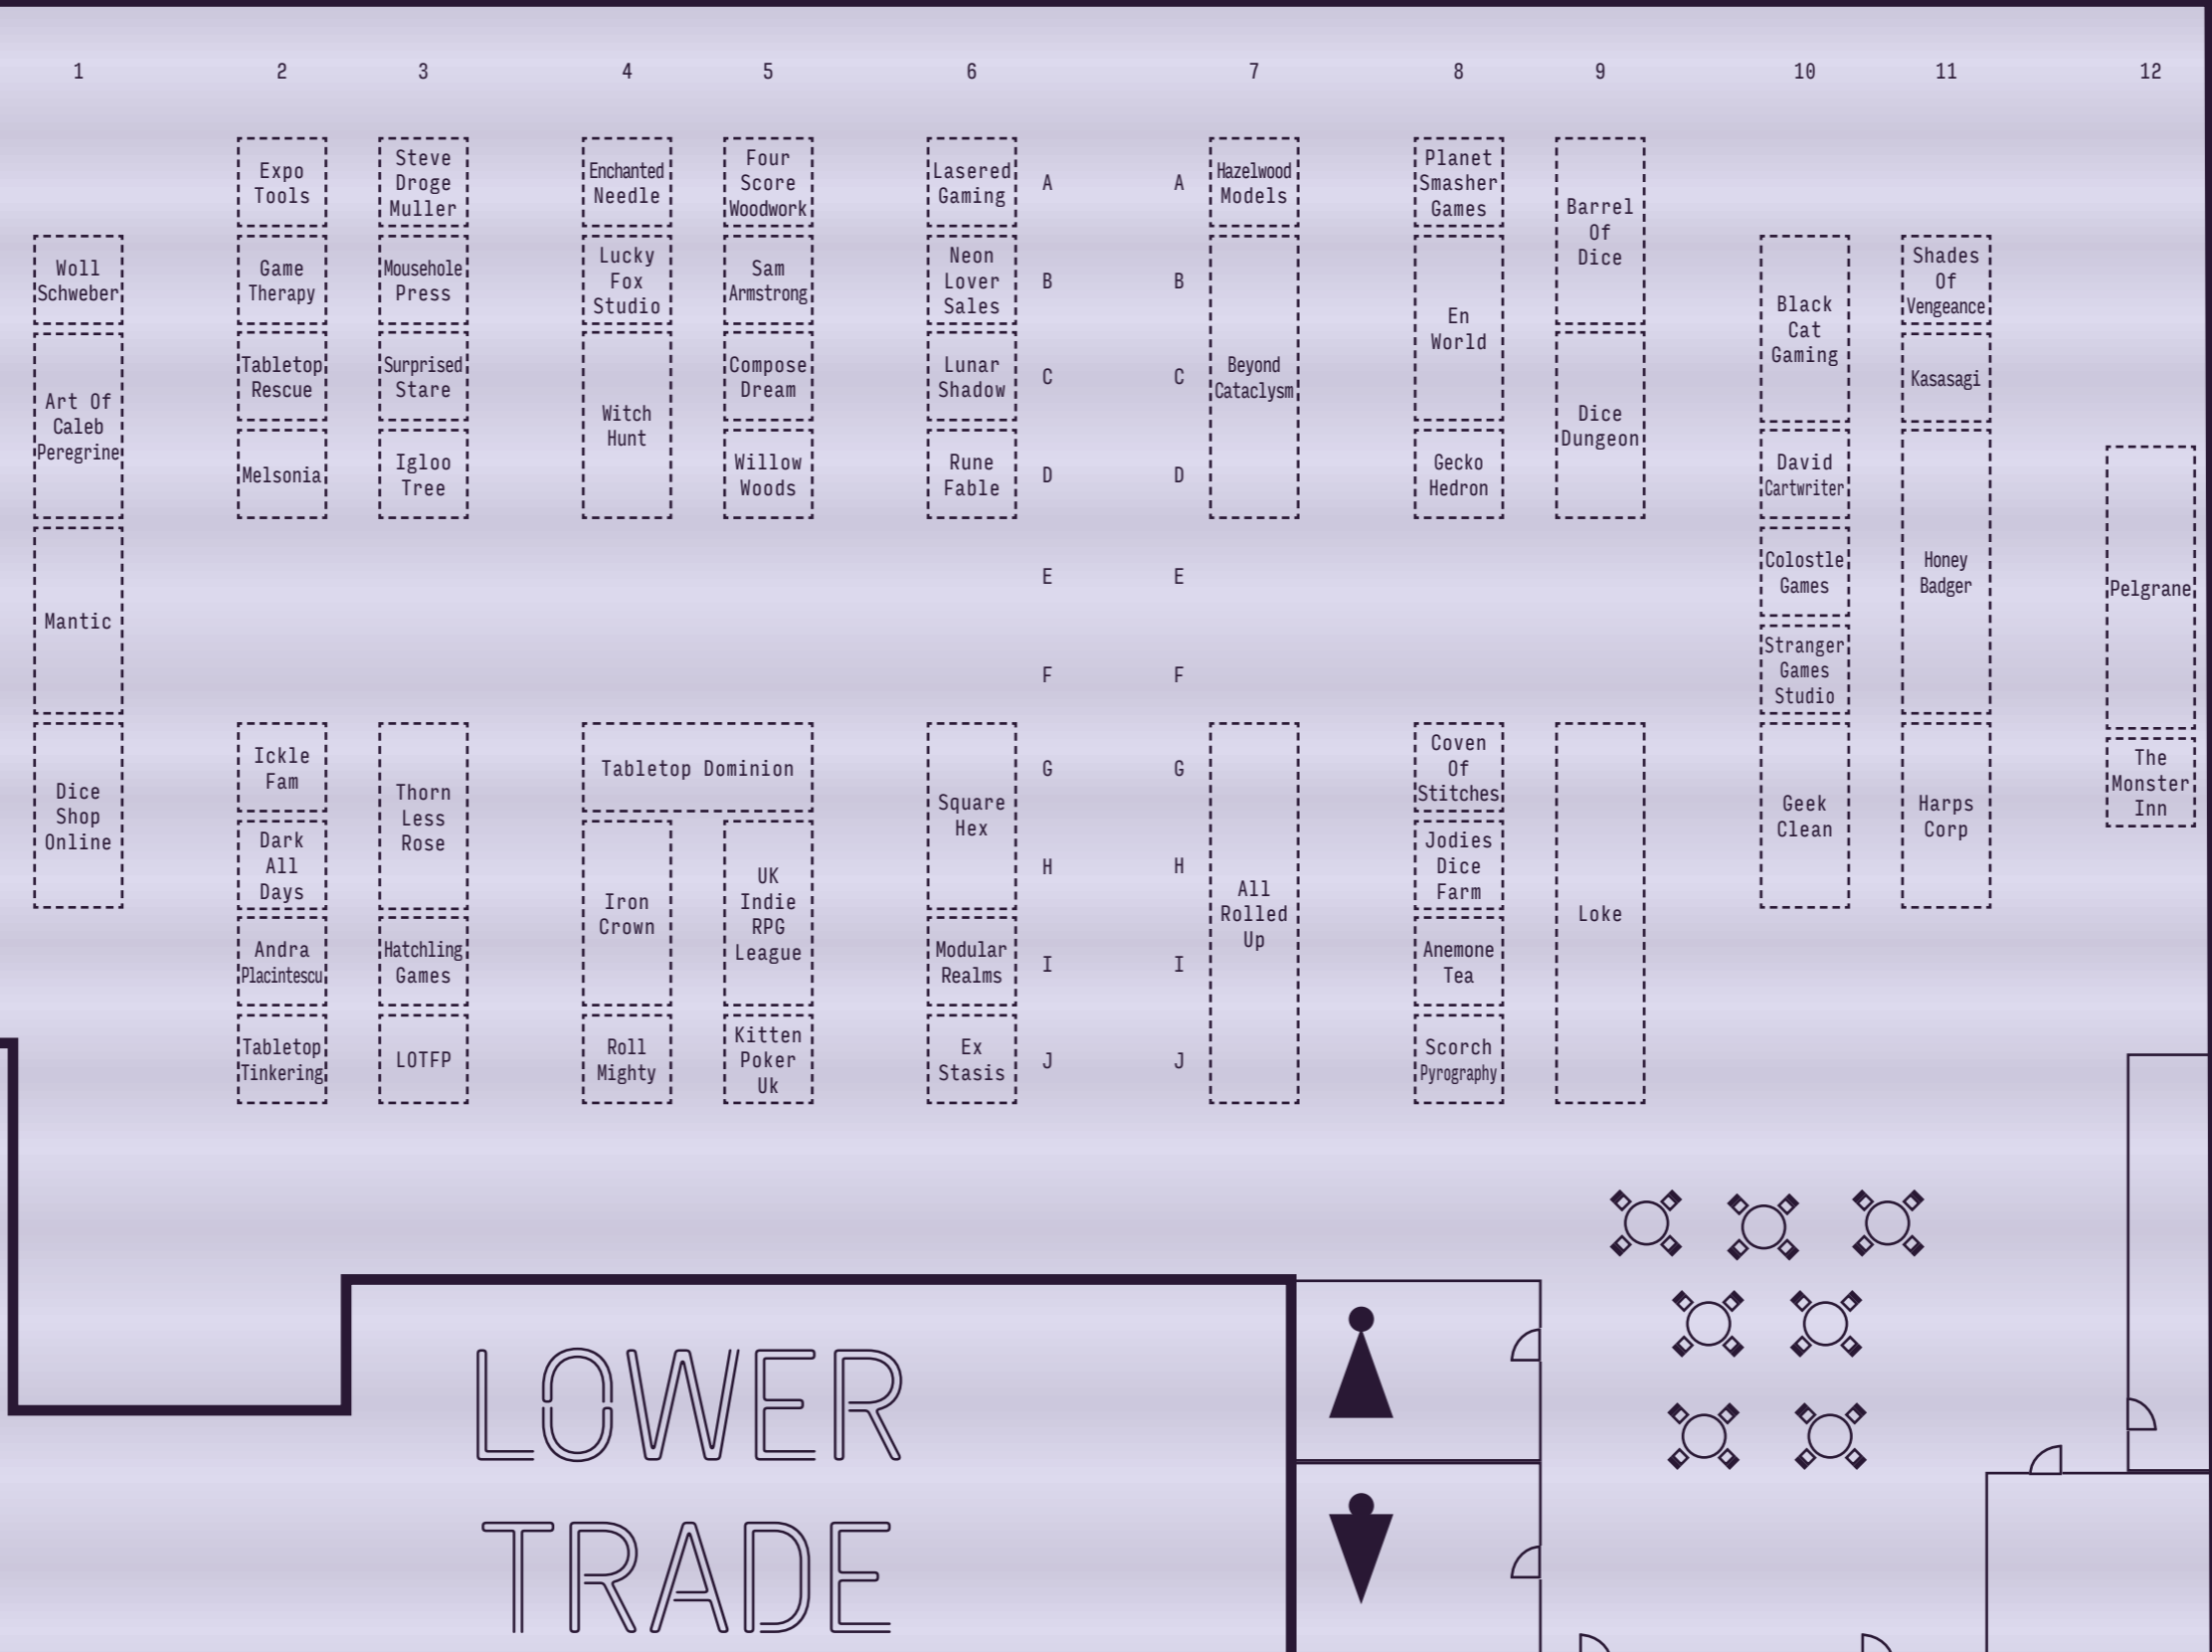 1 2 3 4 5 6 7 8 9 10 11 12
Expo
Tools
Steve
Droge
Muller
Enchanted
Needle
Four
Score
Woodwork
Lasered
Gaming
A
A
Hazelwood
Models
Planet
Smasher
Games
Barrel
Of
Dice
Woll
Schweber
Game
Therapy
Mousehole
Press
Lucky
Fox
Studio
Sam
Armstrong
Neon
Lover
Sales
B
B
Beyond
Cataclysm
En
World
Black
Cat
Gaming
Shades
Of
Vengeance
Art Of
Caleb
Peregrine
Tabletop
Rescue
Surprised
Stare
Witch
Hunt
Compose
Dream
Lunar
Shadow
C
C
Dice
Dungeon
Kasasagi
Melsonia
Igloo
Tree
Willow
Woods
Rune
Fable
D
D
Gecko
Hedron
David
Cartwriter
Honey
Badger
Pelgrane
Mantic
E
E
Colostle
Games
F
F
Stranger
Games
Studio
Dice
Shop
Online
Ickle
Fam
Thorn
Less
Rose
Tabletop Dominion
Square
Hex
G
G
All
Rolled
Up
Coven
Of
Stitches
Loke
Geek
Clean
Harps
Corp
The
Monster
Inn
Dark
All
Days
Iron
Crown
UK
Indie
RPG
League
H
H
Jodies
Dice
Farm
Andra
Placintescu
Hatchling
Games
Modular
Realms
I
I
Anemone
Tea
Tabletop
Tinkering
LOTFP
Roll
Mighty
Kitten
Poker
Uk
Ex
Stasis
J
J
Scorch
Pyrography
LOWER
TRADE